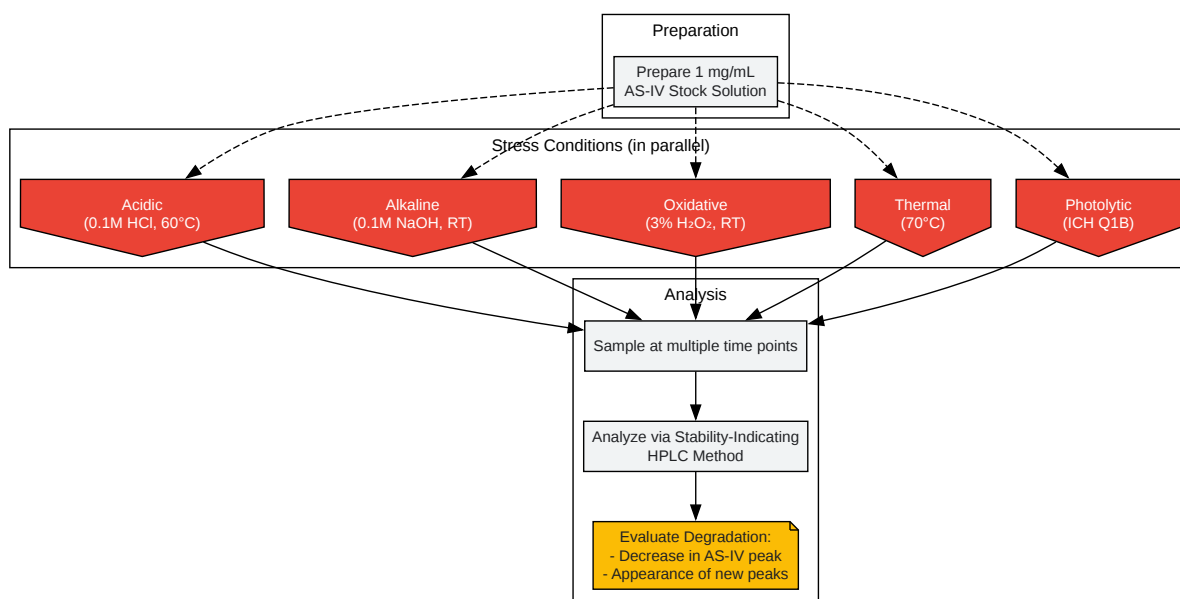 Preparation
Prepare 1 mg/mL
AS-IV Stock Solution
Stress Conditions (in parallel)
Acidic
(0.1M HCl, 60°C)
Alkaline
(0.1M NaOH, RT)
Oxidative
(3% H₂O₂, RT)
Thermal
(70°C)
Photolytic
(ICH Q1B)
Analysis
Sample at multiple time points
Analyze via Stability-Indicating
HPLC Method
Evaluate Degradation:
- Decrease in AS-IV peak
- Appearance of new peaks